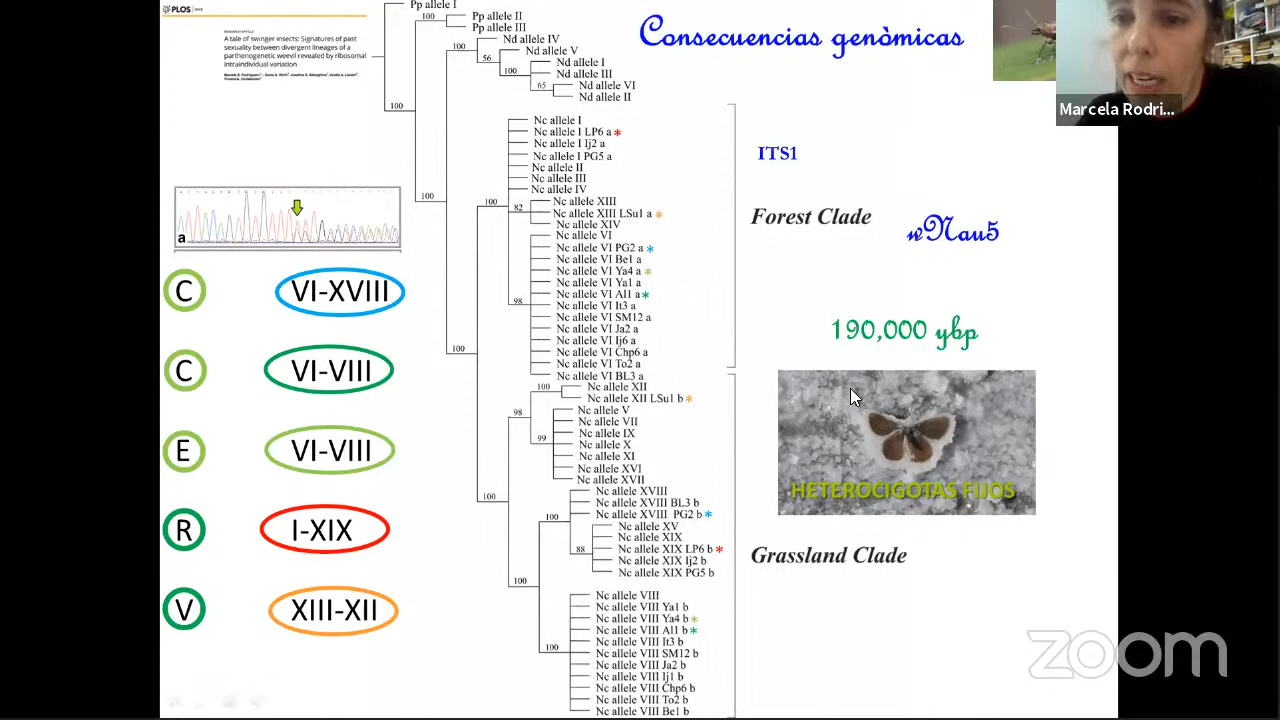 PLOS ONE
RESEARCH ARTICLE
A tale of swinger insects: Signatures of past
sexuality between divergent lineages of a
parthenogenetic weevil revealed by ribosomal
intraindividual variation
Consecuencias genòmicas
Marcela Rodri...
Pp allele I
100
Pp allele II
Pp allele III
Nd allele IV
100
Nd allele V
56
Nd allele I
100
Nd allele III
65
Nd allele VI
Nd allele II
100
Nc allele I
Nc allele I LP6 a *
Nc allele I Ij2 a
Nc allele I PG5 a
Nc allele II
Nc allele III
Nc allele IV
100
100
82
Nc allele XIII
Nc allele XIII LSu1 a *
Nc allele XIV
Nc allele VI
Nc allele VI PG2 a *
Nc allele VI Be1 a
Nc allele VI Ya4 a *
Nc allele VI Ya1 a
Nc allele VI Al1 a *
98
Nc allele VI It3 a
Nc allele VI SM12 a
Nc allele VI Ja2 a
Nc allele VI Ij6 a
100
Nc allele VI Chp6 a
Nc allele VI To2 a
Nc allele VI BL3 a
100
Nc allele XII
Nc allele XII LSu1 b *
98
Nc allele V
Nc allele VII
Nc allele IX
99
Nc allele X
Nc allele XI
Nc allele XVI
Nc allele XVII
100
Nc allele XVIII
Nc allele XVIII BL3 b
100
Nc allele XVIII PG2 b *
Nc allele XV
Nc allele XIX
88
Nc allele XIX LP6 b *
Nc allele XIX Ij2 b
Nc allele XIX PG5 b
100
Nc allele VIII
Nc allele VIII Ya1 b
Nc allele VIII Ya4 b *
Nc allele VIII Al1 b *
Nc allele VIII It3 b
100
Nc allele VIII SM12 b
Nc allele VIII Ja2 b
Nc allele VIII Ij1 b
Nc allele VIII Chp6 b
Nc allele VIII To2 b
Nc allele VIII Be1 b
a
C VI-XVIII
C VI-VIII
E VI-VIII
R I-XIX
V XIII-XII
ITS1
Forest Clade
wNau5
190,000 ybp
HETEROCIGOTAS FIJOS
Grassland Clade
zoom